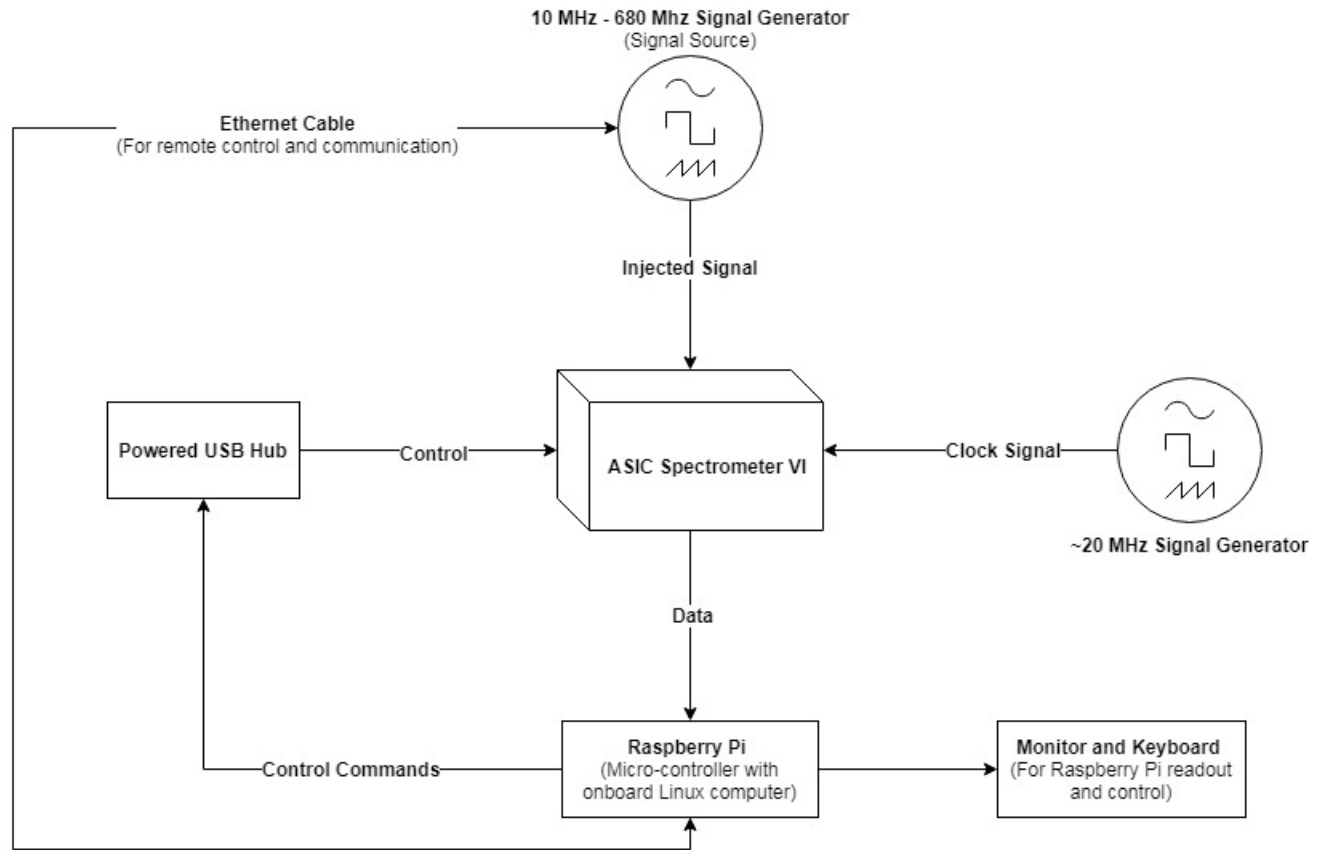 10 MHz - 680 Mhz Signal Generator
(Signal Source)
Ethernet Cable
(For remote control and communication)
Injected Signal
Powered USB Hub
Control
ASIC Spectrometer VI
Clock Signal
~20 MHz Signal Generator
Data
Control Commands
Raspberry Pi
(Micro-controller with
onboard Linux computer)
Monitor and Keyboard
(For Raspberry Pi readout
and control)